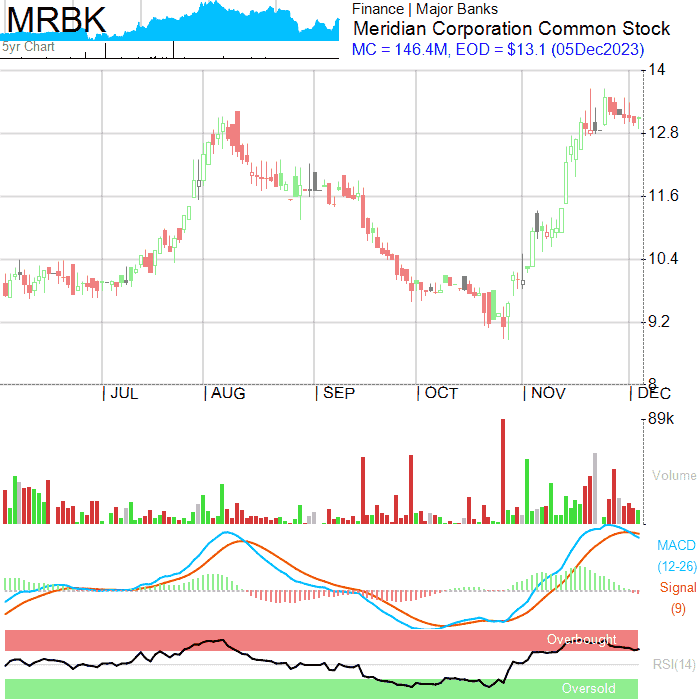 MRBK
5yr Chart
Finance | Major Banks
Meridian Corporation Common Stock
MC = 146.4M, EOD = $13.1 (05Dec2023)
14
12.8
11.6
10.4
9.2
8
| JUL | AUG | SEP | OCT | NOV | DEC
89k
Volume
MACD
(12-26)
Signal
(9)
Overbought
RSI(14)
Oversold